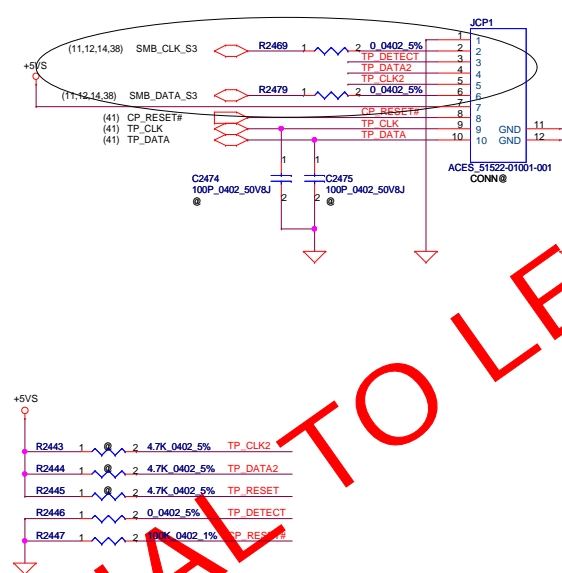 JCP1
(11,12,14,38) SMB_CLK_S3 R2469 1 2 0_0402_5% 1 1
2 2
TP_DETECT 3 3
TP_DATA2 4 4
TP_CLK2 5 5
+5VS
(11,12,14,38) SMB_DATA_S3 R2479 1 2 0_0402_5% 6 6
7 7
(41) CP_RESET# CP_RESET# 8 8
(41) TP_CLK TP_CLK 9 9 GND 11
(41) TP_DATA TP_DATA 10 10 GND 12
ACES_51522-01001-001
CONN@
1 1
C2474 C2475
100P_0402_50V8J 100P_0402_50V8J
@ @
2 2
+5VS
R2443 1 @ 2 4.7K_0402_5% TP_CLK2
R2444 1 @ 2 4.7K_0402_5% TP_DATA2
R2445 1 @ 2 4.7K_0402_5% TP_RESET
R2446 1 2 0_0402_5% TP_DETECT
R2447 1 2 100K_0402_1% CP_RESET#
AL TO LE